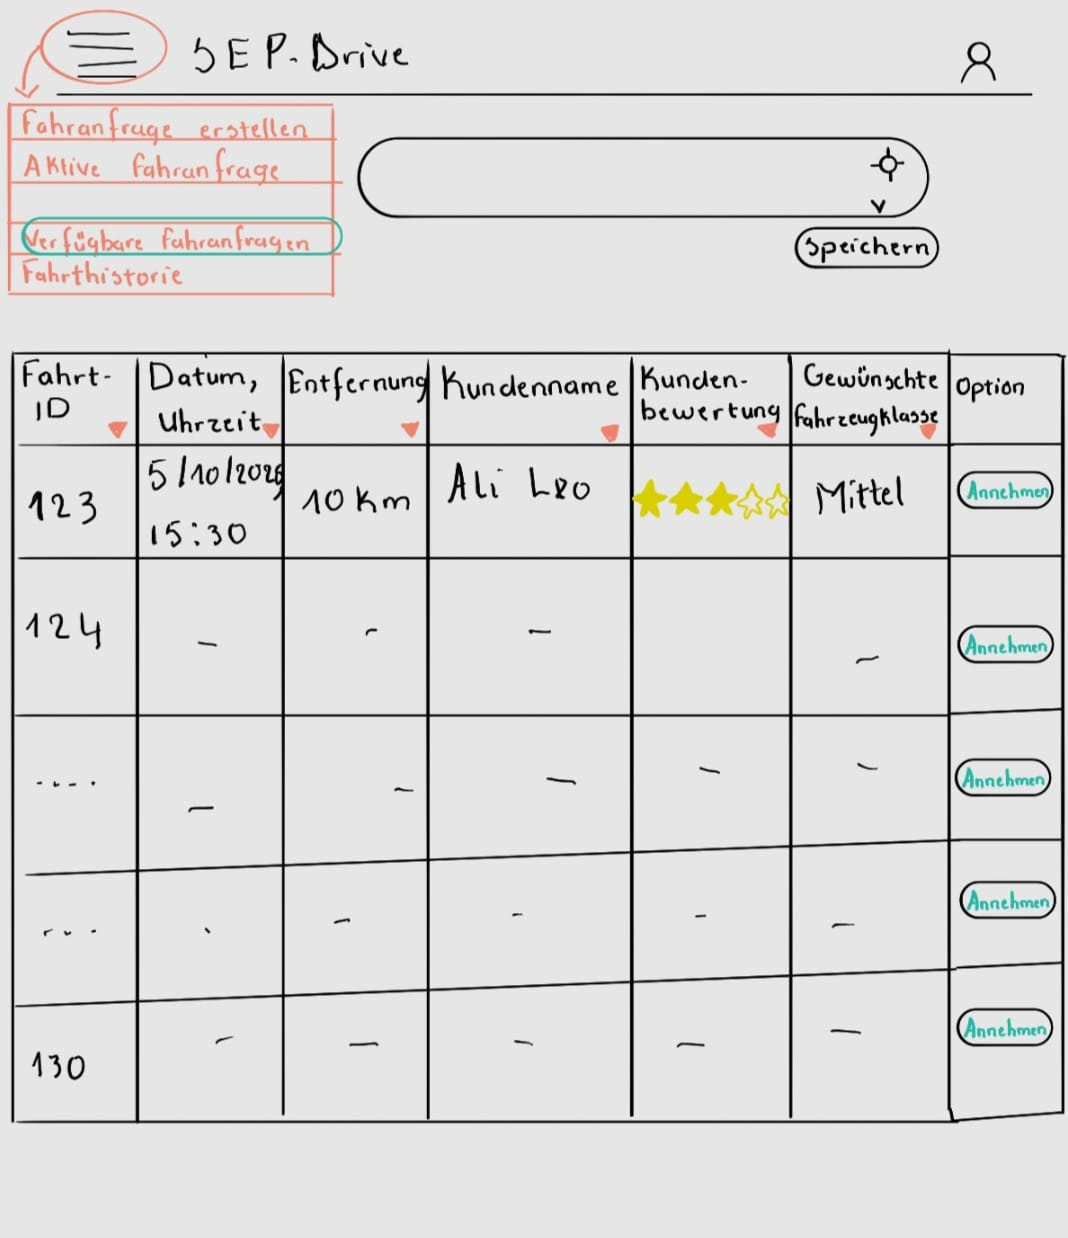 SEP. Drive
Fahranfrage erstellen
Aktive fahranfrage
Verfügbare fahranfragen
Fahrthistorie
Speichern
Fahrt-
ID
Datum,
Uhrzeit
Entfernung
Kundenname
Kunden-
bewertung
Gewünschte
fahrzeugklasse
Option
123
5/10/2025
15:30
10 Km
Ali Leo
Mittel
Annehmen
124
-
-
-
-
Annehmen
....
-
-
-
-
-
Annehmen
....
-
-
-
-
Annehmen
130
-
-
-
-
-
Annehmen